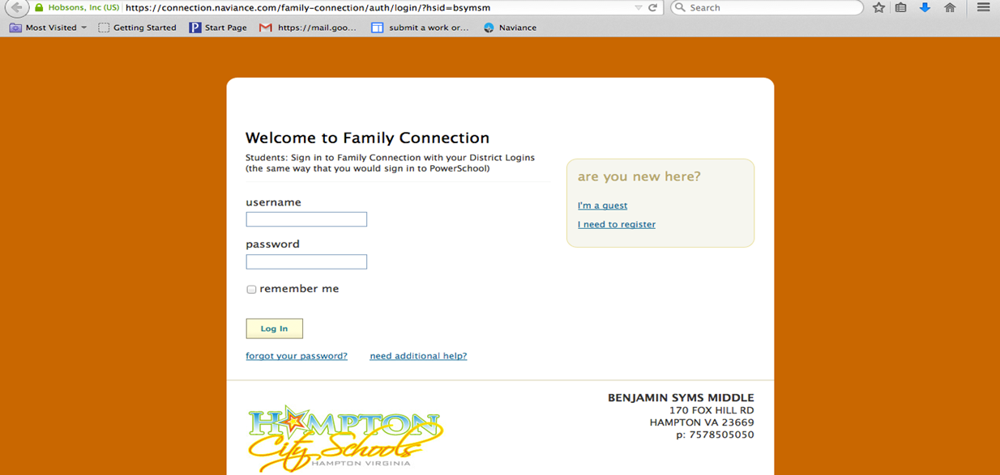 Hobsons, Inc (US) https://connection.naviance.com/family-connection/auth/login/?hsid=bsymsm Search
Most Visited Getting Started P Start Page https://mail.goo... submit a work or... Naviance
Welcome to Family Connection
Students: Sign in to Family Connection with your District Logins
(the same way that you would sign in to PowerSchool)
username
password
remember me
Log In
forgot your password? need additional help?
are you new here?
I'm a guest
I need to register
HAMPTON
City Schools
HAMPTON VIRGINIA
BENJAMIN SYMS MIDDLE
170 FOX HILL RD
HAMPTON VA 23669
p: 7578505050